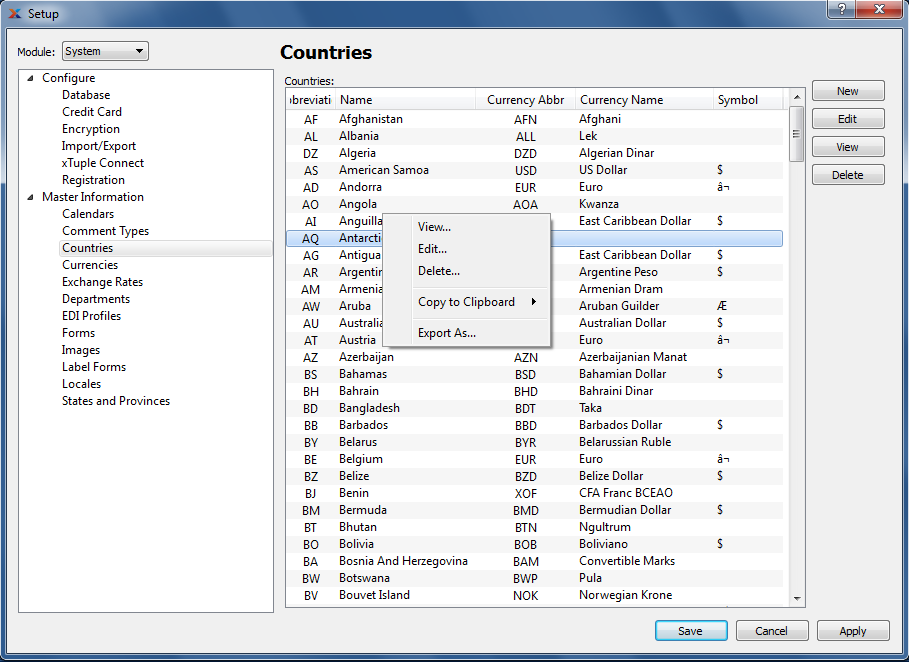 Setup
?
Module: System
Configure
Database
Credit Card
Encryption
Import/Export
xTuple Connect
Registration
Master Information
Calendars
Comment Types
Countries
Currencies
Exchange Rates
Departments
EDI Profiles
Forms
Images
Label Forms
Locales
States and Provinces
Countries
Countries:
bbreviati Name Currency Abbr Currency Name Symbol
AF Afghanistan AFN Afghani
AL Albania ALL Lek
DZ Algeria DZD Algerian Dinar
AS American Samoa USD US Dollar $
AD Andorra EUR Euro â¬
AO Angola AOA Kwanza
AI Anguilla East Caribbean Dollar $
AQ Antarcti
AG Antigua East Caribbean Dollar $
AR Argentin Argentine Peso $
AM Armenia Armenian Dram
AW Aruba Aruban Guilder Æ
AU Australia Australian Dollar $
AT Austria Euro â¬
AZ Azerbaijan AZN Azerbaijanian Manat
BS Bahamas BSD Bahamian Dollar $
BH Bahrain BHD Bahraini Dinar
BD Bangladesh BDT Taka
BB Barbados BBD Barbados Dollar $
BY Belarus BYR Belarussian Ruble
BE Belgium EUR Euro â¬
BZ Belize BZD Belize Dollar $
BJ Benin XOF CFA Franc BCEAO
BM Bermuda BMD Bermudian Dollar $
BT Bhutan BTN Ngultrum
BO Bolivia BOB Boliviano $
BA Bosnia And Herzegovina BAM Convertible Marks
BW Botswana BWP Pula
BV Bouvet Island NOK Norwegian Krone
View...
Edit...
Delete...
Copy to Clipboard
Export As...
New
Edit
View
Delete
Save Cancel Apply